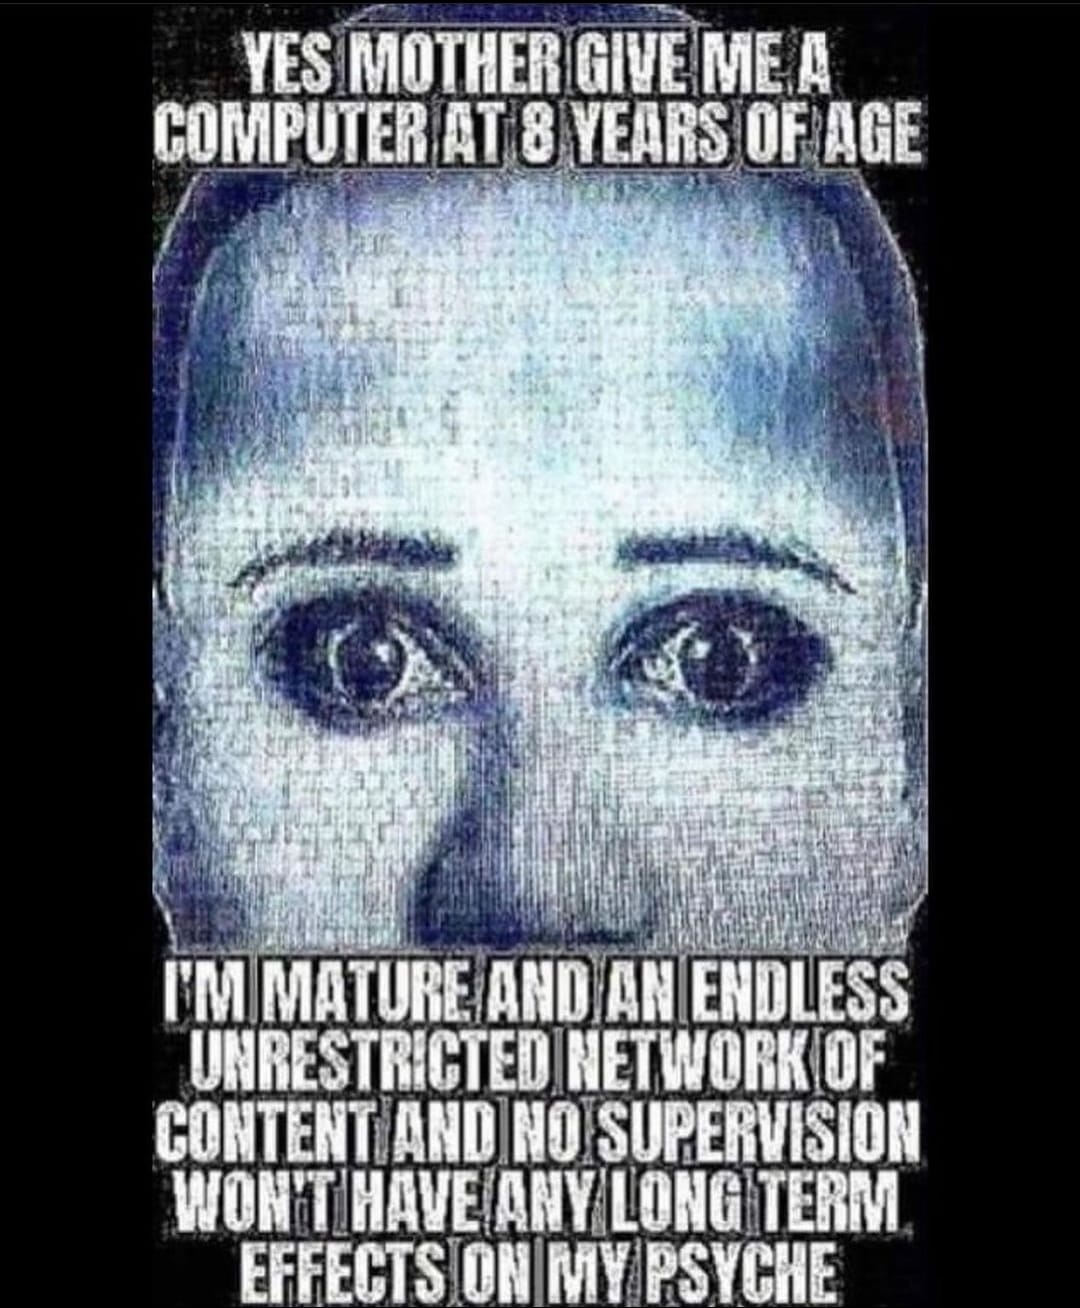 YES MOTHER GIVE ME A
COMPUTER AT 8 YEARS OF AGE
I'M MATURE AND AN ENDLESS
UNRESTRICTED NETWORK OF
CONTENT AND NO SUPERVISION
WON'T HAVE ANY LONG TERM
EFFECTS ON MY PSYCHE